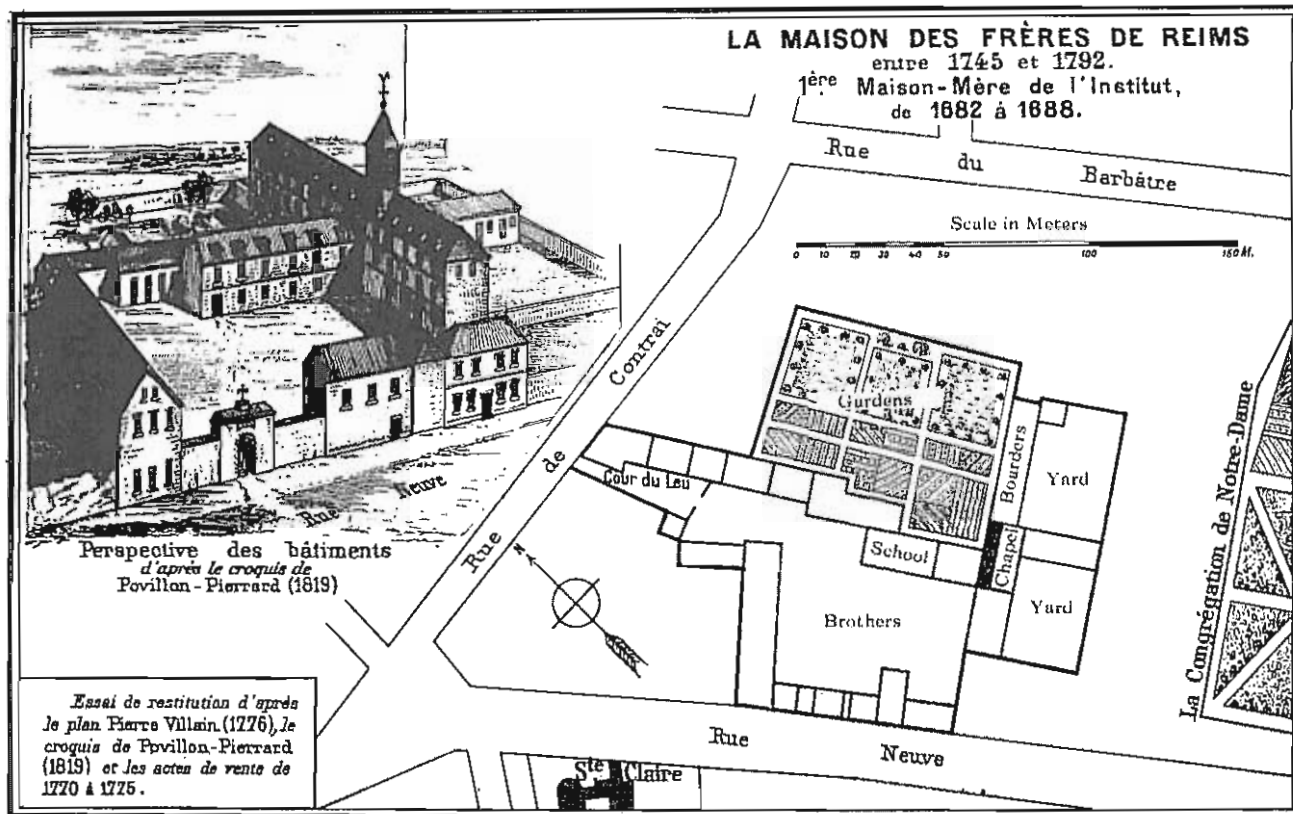 LA MAISON DES FRÈRES DE REIMS
entre 1745 et 1792.
1ère Maison-Mère de l'Institut,
de 1682 à 1688.
Rue du Barbâtre
Scale in Meters
0 10 20 30 40 50 100 150 M.
Rue de Contrai
Gurdens
Bourders
Yard
Cour du Leu
School
Chapel
Yard
Brothers
La Congrégation de Notre-Dame
N
Rue Neuve
Ste Claire
Rue Neuve
Perspective des bâtiments
d'après le croquis de
Povillon-Pierrard (1819)
Essai de restitution d'après
le plan Pierre Villain (1776), le
croquis de Povillon-Pierrard
(1819) et les actes de vente de
1770 à 1775.